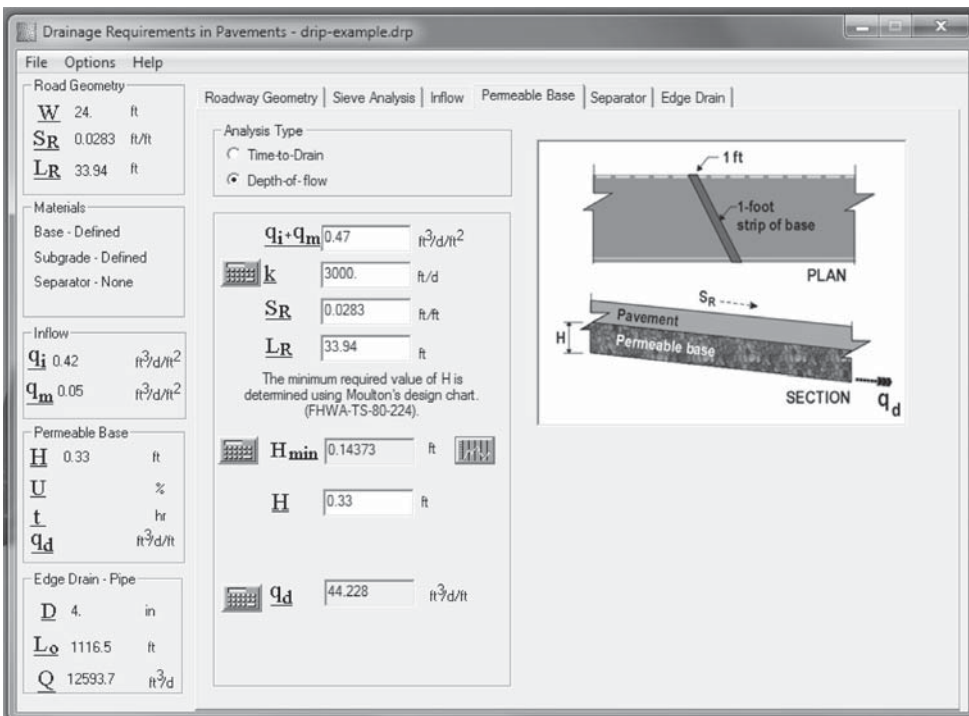 Drainage Requirements in Pavements - drip-example.drp
File Options Help
Road Geometry
W 24. ft
SR 0.0283 ft/ft
LR 33.94 ft
Materials
Base - Defined
Subgrade - Defined
Separator - None
Inflow
qi 0.42 ft3/d/ft2
qm 0.05 ft3/d/ft2
Permeable Base
H 0.33 ft
U %
t hr
qd ft3/d/ft
Edge Drain - Pipe
D 4. in
Lo 1116.5 ft
Q 12593.7 ft3/d
Roadway Geometry Sieve Analysis Inflow Permeable Base Separator Edge Drain
Analysis Type
Time-to-Drain
Depth-of-flow
qi+qm 0.47 ft3/d/ft2
k 3000. ft/d
SR 0.0283 ft/ft
LR 33.94 ft
The minimum required value of H is
determined using Moulton's design chart.
(FHWA-TS-80-224).
Hmin 0.14373 ft
H 0.33 ft
qd 44.228 ft3/d/ft
1 ft
1-foot
strip of base
PLAN
SR
Pavement
H
Permeable base
SECTION
qd